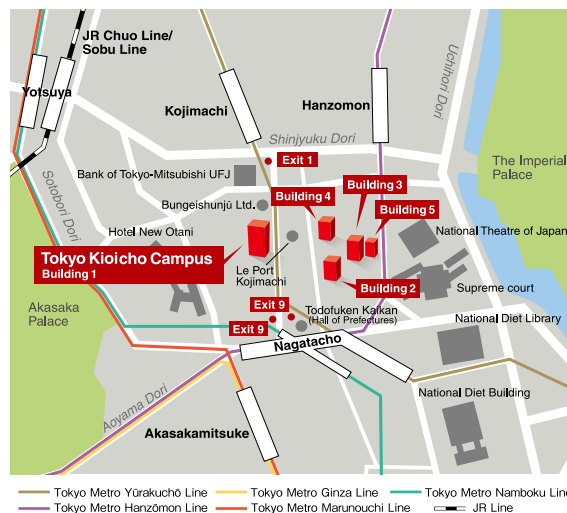 JR Chuo Line/
Sobu Line
Yotsuya
Kojimachi
Hanzomon
Uchibori Dori
Shinjyuku Dori
Exit 1
The Imperial
Palace
Bank of Tokyo-Mitsubishi UFJ
Building 3
Building 4
Sotobori Dori
Bungeishunjū Ltd.
Building 5
Hotel New Otani
National Theatre of Japan
Tokyo Kioicho Campus
Building 1
Le Port
Kojimachi
Building 2
Supreme court
Akasaka
Palace
Exit 9
Todofuken Kaikan
(Hall of Prefectures)
National Diet Library
Exit 9
Nagatacho
Aoyama Dori
National Diet Building
Akasakamitsuke
Tokyo Metro Yūrakuchō Line
Tokyo Metro Ginza Line
Tokyo Metro Namboku Line
Tokyo Metro Hanzōmon Line
Tokyo Metro Marunouchi Line
JR Line